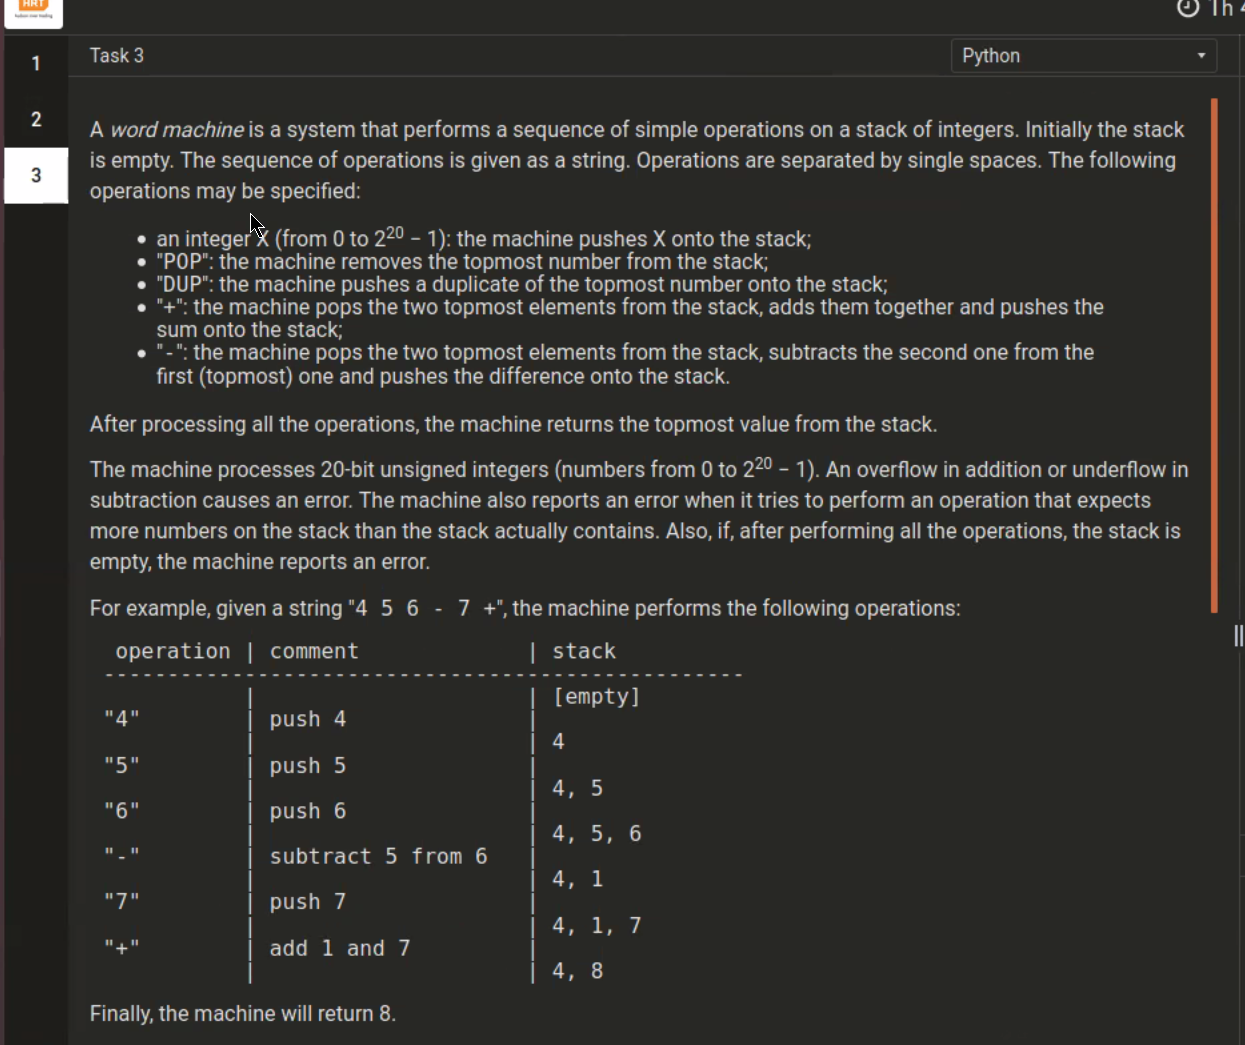 HRT
hudson river trading
Th 4
1
Task 3
Python
2
3
A word machine is a system that performs a sequence of simple operations on a stack of integers. Initially the stack
is empty. The sequence of operations is given as a string. Operations are separated by single spaces. The following
operations may be specified:
• an integer X (from 0 to 2²⁰ − 1): the machine pushes X onto the stack;
• "POP": the machine removes the topmost number from the stack;
• "DUP": the machine pushes a duplicate of the topmost number onto the stack;
• "+": the machine pops the two topmost elements from the stack, adds them together and pushes the
sum onto the stack;
• "-": the machine pops the two topmost elements from the stack, subtracts the second one from the
first (topmost) one and pushes the difference onto the stack.
After processing all the operations, the machine returns the topmost value from the stack.
The machine processes 20-bit unsigned integers (numbers from 0 to 2²⁰ − 1). An overflow in addition or underflow in
subtraction causes an error. The machine also reports an error when it tries to perform an operation that expects
more numbers on the stack than the stack actually contains. Also, if, after performing all the operations, the stack is
empty, the machine reports an error.
For example, given a string "4 5 6 - 7 +", the machine performs the following operations:
operation | comment | stack
--------------------------------------------------
| | [empty]
"4" | push 4 |
| | 4
"5" | push 5 |
| | 4, 5
"6" | push 6 |
| | 4, 5, 6
"-" | subtract 5 from 6 |
| | 4, 1
"7" | push 7 |
| | 4, 1, 7
"+" | add 1 and 7 |
| | 4, 8
Finally, the machine will return 8.